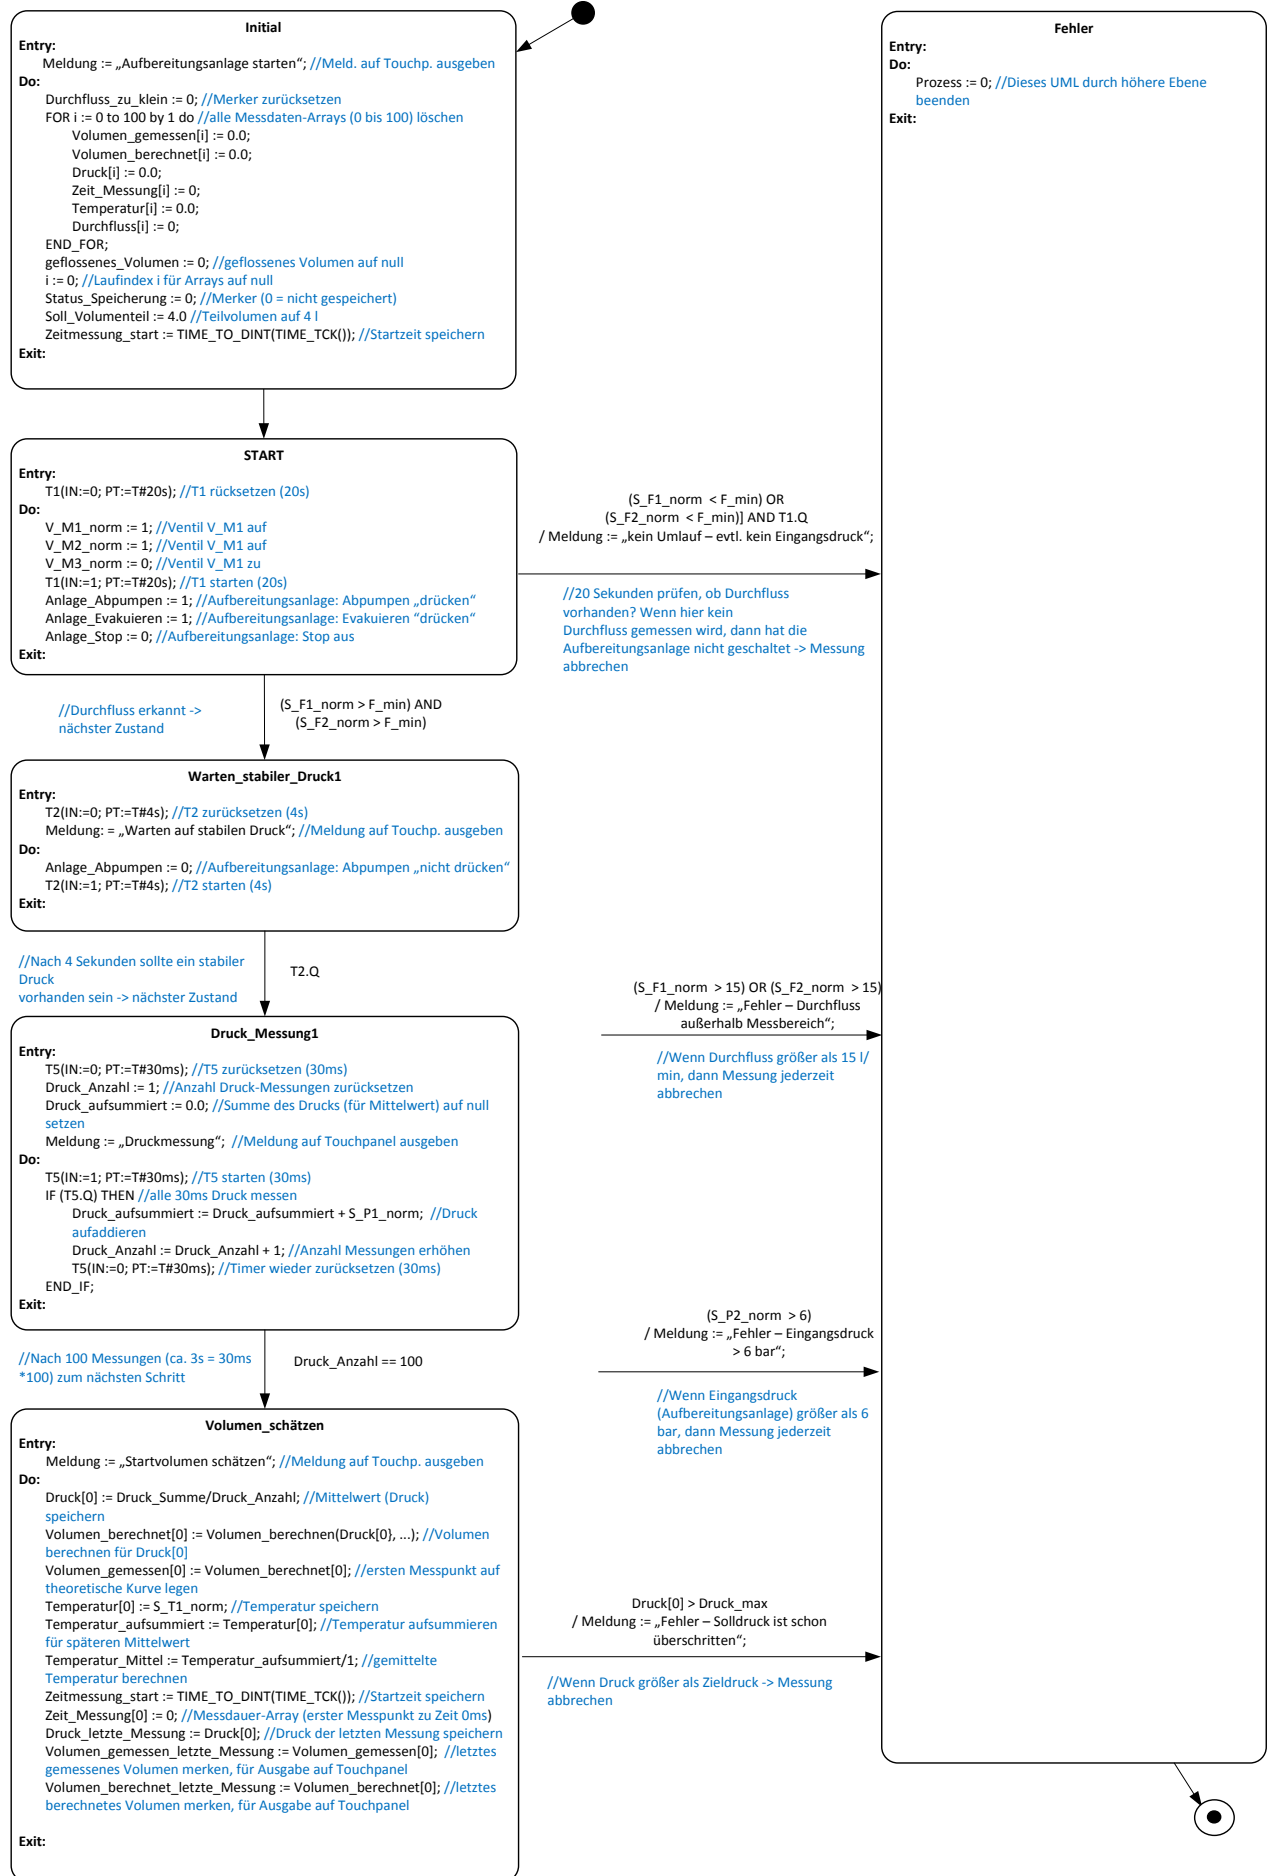 Initial
Entry:
Meldung := „Aufbereitungsanlage starten“; //Meld. auf Touchp. ausgeben
Do:
Durchfluss_zu_klein := 0; //Merker zurücksetzen
FOR i := 0 to 100 by 1 do //alle Messdaten-Arrays (0 bis 100) löschen
Volumen_gemessen[i] := 0.0;
Volumen_berechnet[i] := 0.0;
Druck[i] := 0.0;
Zeit_Messung[i] := 0;
Temperatur[i] := 0.0;
Durchfluss[i] := 0;
END_FOR;
geflossenes_Volumen := 0; //geflossenes Volumen auf null
i := 0; //Laufindex i für Arrays auf null
Status_Speicherung := 0; //Merker (0 = nicht gespeichert)
Soll_Volumenteil := 4.0 //Teilvolumen auf 4 l
Zeitmessung_start := TIME_TO_DINT(TIME_TCK()); //Startzeit speichern
Exit:
START
Entry:
T1(IN:=0; PT:=T#20s); //T1 rücksetzen (20s)
Do:
V_M1_norm := 1; //Ventil V_M1 auf
V_M2_norm := 1; //Ventil V_M1 auf
V_M3_norm := 0; //Ventil V_M1 zu
T1(IN:=1; PT:=T#20s); //T1 starten (20s)
Anlage_Abpumpen := 1; //Aufbereitungsanlage: Abpumpen „drücken“
Anlage_Evakuieren := 1; //Aufbereitungsanlage: Evakuieren “drücken“
Anlage_Stop := 0; //Aufbereitungsanlage: Stop aus
Exit:
//Durchfluss erkannt ->
nächster Zustand
(S_F1_norm > F_min) AND
(S_F2_norm > F_min)
Warten_stabiler_Druck1
Entry:
T2(IN:=0; PT:=T#4s); //T2 zurücksetzen (4s)
Meldung: = „Warten auf stabilen Druck“; //Meldung auf Touchp. ausgeben
Do:
Anlage_Abpumpen := 0; //Aufbereitungsanlage: Abpumpen „nicht drücken“
T2(IN:=1; PT:=T#4s); //T2 starten (4s)
Exit:
//Nach 4 Sekunden sollte ein stabiler
Druck
vorhanden sein -> nächster Zustand
T2.Q
Druck_Messung1
Entry:
T5(IN:=0; PT:=T#30ms); //T5 zurücksetzen (30ms)
Druck_Anzahl := 1; //Anzahl Druck-Messungen zurücksetzen
Druck_aufsummiert := 0.0; //Summe des Drucks (für Mittelwert) auf null
setzen
Meldung := „Druckmessung“; //Meldung auf Touchpanel ausgeben
Do:
T5(IN:=1; PT:=T#30ms); //T5 starten (30ms)
IF (T5.Q) THEN //alle 30ms Druck messen
Druck_aufsummiert := Druck_aufsummiert + S_P1_norm; //Druck
aufaddieren
Druck_Anzahl := Druck_Anzahl + 1; //Anzahl Messungen erhöhen
T5(IN:=0; PT:=T#30ms); //Timer wieder zurücksetzen (30ms)
END_IF;
Exit:
//Nach 100 Messungen (ca. 3s = 30ms
*100) zum nächsten Schritt
Druck_Anzahl == 100
Volumen_schätzen
Entry:
Meldung := „Startvolumen schätzen“; //Meldung auf Touchp. ausgeben
Do:
Druck[0] := Druck_Summe/Druck_Anzahl; //Mittelwert (Druck)
speichern
Volumen_berechnet[0] := Volumen_berechnen(Druck[0}, ...); //Volumen
berechnen für Druck[0]
Volumen_gemessen[0] := Volumen_berechnet[0]; //ersten Messpunkt auf
theoretische Kurve legen
Temperatur[0] := S_T1_norm; //Temperatur speichern
Temperatur_aufsummiert := Temperatur[0]; //Temperatur aufsummieren
für späteren Mittelwert
Temperatur_Mittel := Temperatur_aufsummiert/1; //gemittelte
Temperatur berechnen
Zeitmessung_start := TIME_TO_DINT(TIME_TCK()); //Startzeit speichern
Zeit_Messung[0] := 0; //Messdauer-Array (erster Messpunkt zu Zeit 0ms)
Druck_letzte_Messung := Druck[0]; //Druck der letzten Messung speichern
Volumen_gemessen_letzte_Messung := Volumen_gemessen[0]; //letztes
gemessenes Volumen merken, für Ausgabe auf Touchpanel
Volumen_berechnet_letzte_Messung := Volumen_berechnet[0]; //letztes
berechnetes Volumen merken, für Ausgabe auf Touchpanel
Exit:
(S_F1_norm < F_min) OR
(S_F2_norm < F_min)] AND T1.Q
/ Meldung := „kein Umlauf – evtl. kein Eingangsdruck“;
//20 Sekunden prüfen, ob Durchfluss
vorhanden? Wenn hier kein
Durchfluss gemessen wird, dann hat die
Aufbereitungsanlage nicht geschaltet -> Messung
abbrechen
(S_F1_norm > 15) OR (S_F2_norm > 15)
/ Meldung := „Fehler – Durchfluss
außerhalb Messbereich“;
//Wenn Durchfluss größer als 15 l/
min, dann Messung jederzeit
abbrechen
(S_P2_norm > 6)
/ Meldung := „Fehler – Eingangsdruck
> 6 bar“;
//Wenn Eingangsdruck
(Aufbereitungsanlage) größer als 6
bar, dann Messung jederzeit
abbrechen
Druck[0] > Druck_max
/ Meldung := „Fehler – Solldruck ist schon
überschritten“;
//Wenn Druck größer als Zieldruck -> Messung
abbrechen
Fehler
Entry:
Do:
Prozess := 0; //Dieses UML durch höhere Ebene
beenden
Exit: